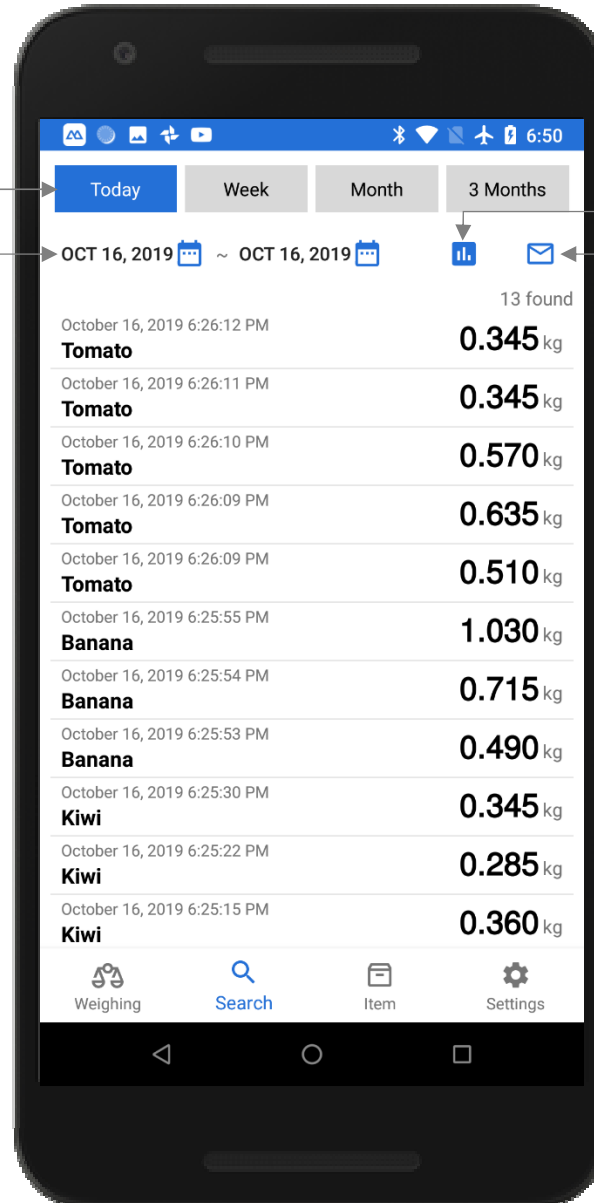 6:50
Today Week Month 3 Months
OCT 16, 2019 ~ OCT 16, 2019
13 found
October 16, 2019 6:26:12 PM
Tomato 0.345 kg
October 16, 2019 6:26:11 PM
Tomato 0.345 kg
October 16, 2019 6:26:10 PM
Tomato 0.570 kg
October 16, 2019 6:26:09 PM
Tomato 0.635 kg
October 16, 2019 6:26:09 PM
Tomato 0.510 kg
October 16, 2019 6:25:55 PM
Banana 1.030 kg
October 16, 2019 6:25:54 PM
Banana 0.715 kg
October 16, 2019 6:25:53 PM
Banana 0.490 kg
October 16, 2019 6:25:30 PM
Kiwi 0.345 kg
October 16, 2019 6:25:22 PM
Kiwi 0.285 kg
October 16, 2019 6:25:15 PM
Kiwi 0.360 kg
Weighing Search Item Settings